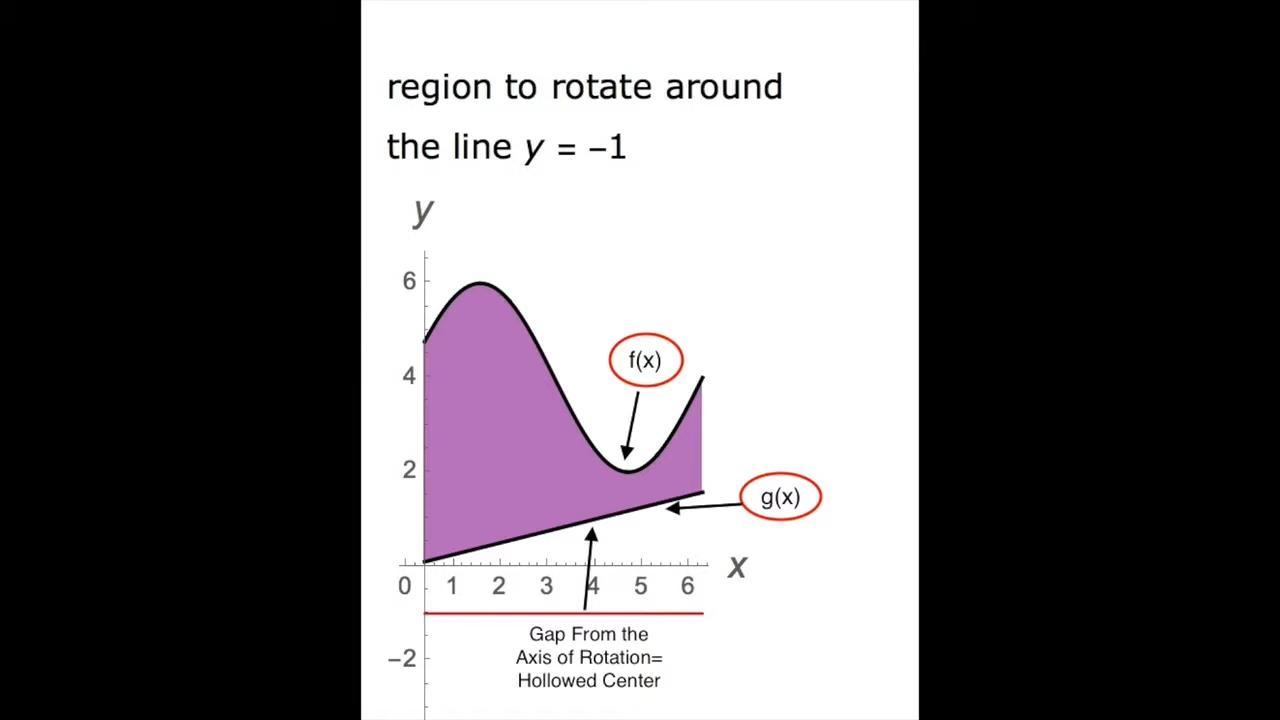 region to rotate around
the line y = –1
y
6
4
2
f(x)
g(x)
x
0 1 2 3 4 5 6
Gap From the
Axis of Rotation=
Hollowed Center
–2